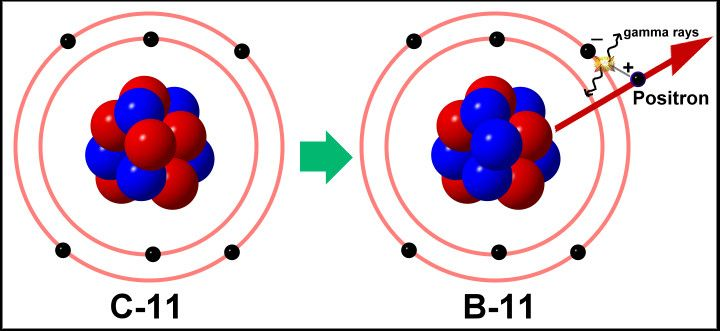 gamma rays
−
+
Positron
C-11
B-11